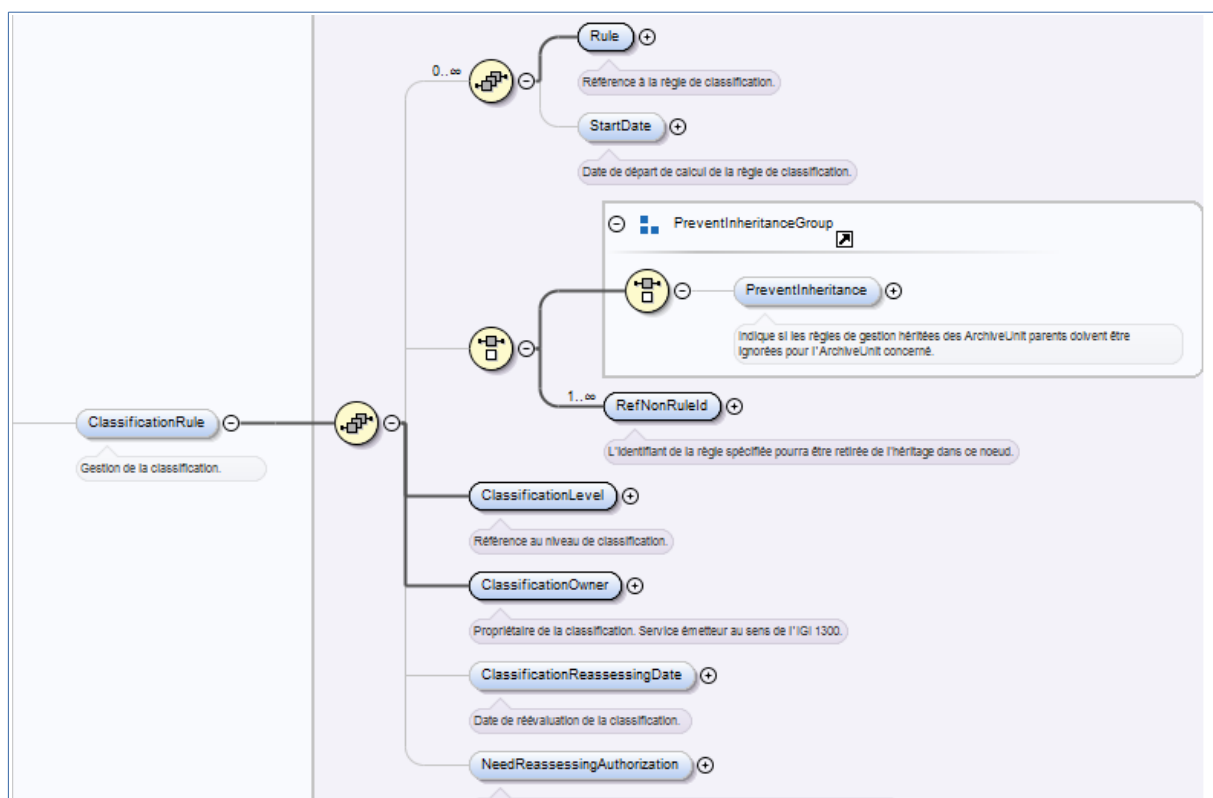 Rule
0..∞
Référence à la règle de classification.
StartDate
Date de départ de calcul de la règle de classification.
PreventInheritanceGroup
PreventInheritance
Indique si les règles de gestion héritées des ArchiveUnit parents doivent être
ignorées pour l'ArchiveUnit concerné.
1..∞
RefNonRuleId
L'identifiant de la règle spécifiée pourra être retirée de l'héritage dans ce noeud.
ClassificationRule
Gestion de la classification.
ClassificationLevel
Référence au niveau de classification.
ClassificationOwner
Propriétaire de la classification. Service émetteur au sens de l'IGI 1300.
ClassificationReassessingDate
Date de réévaluation de la classification.
NeedReassessingAuthorization